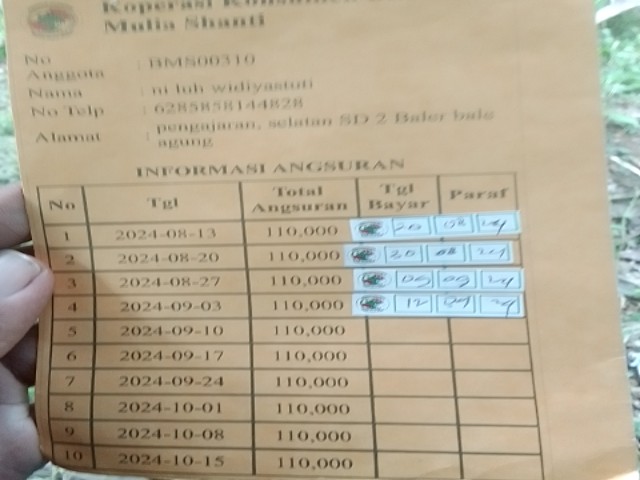 Koperasi Konsumen
Mulia Shanti
No Anggota : BMS00310
Nama : ni luh widiyastuti
No Telp : 6285858144828
Alamat : pengajaran, selatan SD 2 Baler bale agung
INFORMASI ANGSURAN
No Tgl Total Angsuran Tgl Bayar Paraf
1 2024-08-13 110,000 20 08 24
2 2024-08-20 110,000 30 08 24
3 2024-08-27 110,000 09 24
4 2024-09-03 110,000 12 09 24
5 2024-09-10 110,000
6 2024-09-17 110,000
7 2024-09-24 110,000
8 2024-10-01 110,000
9 2024-10-08 110,000
10 2024-10-15 110,000